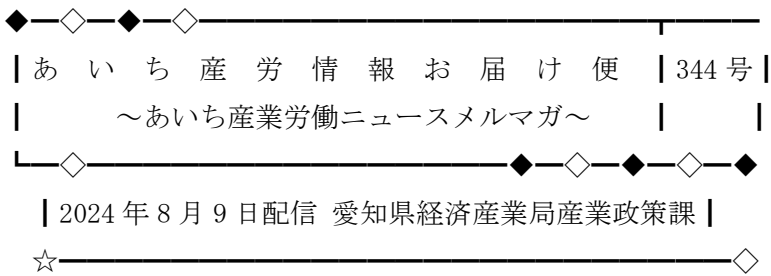 ◆━◇━◆━◇━━━━━━━━━━━━━━━━━━━━━━┳━━━━
┃あ い ち 産 労 情 報 お 届 け 便 ┃344 号┃
┃ ～あいち産業労働ニュースメルマガ～ ┃ ┃
┗━◇━━━━━━━━━━━━━━━━━━━━◆━◇━◆━◇━◆
┃2024 年 8 月 9 日配信 愛知県経済産業局産業政策課┃
☆━━━━━━━━━━━━━━━━━━━━━━━━━━━━━━━━◇